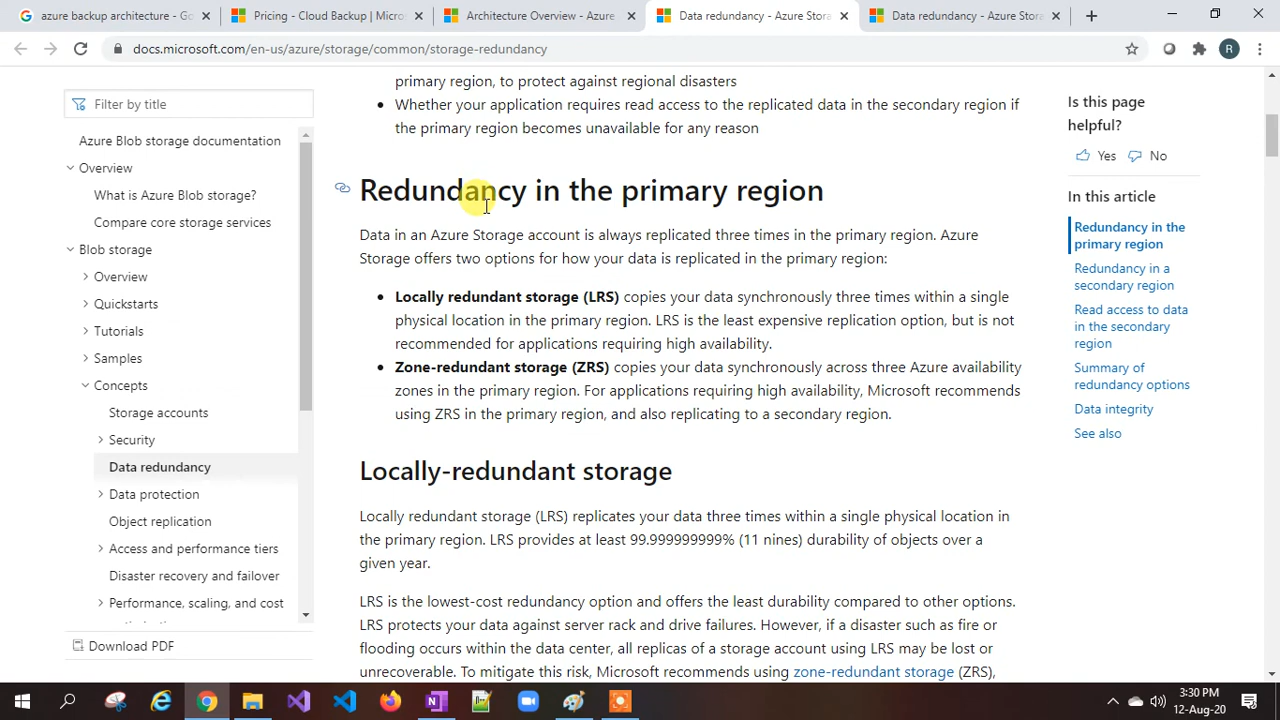 azure backup architecture - Go
Pricing - Cloud Backup | Micros
Architecture Overview - Azure
Data redundancy - Azure Stora
Data redundancy - Azure Stora
docs.microsoft.com/en-us/azure/storage/common/storage-redundancy
R
Filter by title
Azure Blob storage documentation
Overview
What is Azure Blob storage?
Compare core storage services
Blob storage
Overview
Quickstarts
Tutorials
Samples
Concepts
Storage accounts
Security
Data redundancy
Data protection
Object replication
Access and performance tiers
Disaster recovery and failover
Performance, scaling, and cost
Download PDF
primary region, to protect against regional disasters
Whether your application requires read access to the replicated data in the secondary region if
the primary region becomes unavailable for any reason
Redundancy in the primary region
Data in an Azure Storage account is always replicated three times in the primary region. Azure
Storage offers two options for how your data is replicated in the primary region:
Locally redundant storage (LRS) copies your data synchronously three times within a single
physical location in the primary region. LRS is the least expensive replication option, but is not
recommended for applications requiring high availability.
Zone-redundant storage (ZRS) copies your data synchronously across three Azure availability
zones in the primary region. For applications requiring high availability, Microsoft recommends
using ZRS in the primary region, and also replicating to a secondary region.
Locally-redundant storage
Locally redundant storage (LRS) replicates your data three times within a single physical location in
the primary region. LRS provides at least 99.999999999% (11 nines) durability of objects over a
given year.
LRS is the lowest-cost redundancy option and offers the least durability compared to other options.
LRS protects your data against server rack and drive failures. However, if a disaster such as fire or
flooding occurs within the data center, all replicas of a storage account using LRS may be lost or
unrecoverable. To mitigate this risk, Microsoft recommends using zone-redundant storage (ZRS),
Is this page
helpful?
Yes
No
In this article
Redundancy in the
primary region
Redundancy in a
secondary region
Read access to data
in the secondary
region
Summary of
redundancy options
Data integrity
See also
3:30 PM
12-Aug-20